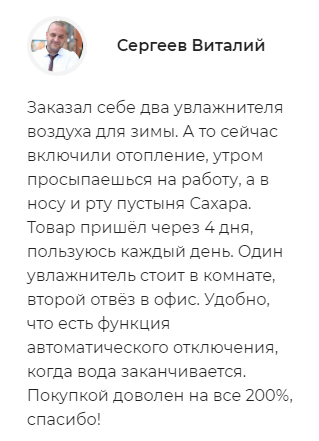 Сергеев Виталий
Заказал себе два увлажнителя
воздуха для зимы. А то сейчас
включили отопление, утром
просыпаешься на работу, а в
носу и рту пустыня Сахара.
Товар пришёл через 4 дня,
пользуюсь каждый день. Один
увлажнитель стоит в комнате,
второй отвёз в офис. Удобно,
что есть функция
автоматического отключения,
когда вода заканчивается.
Покупкой доволен на все 200%,
спасибо!